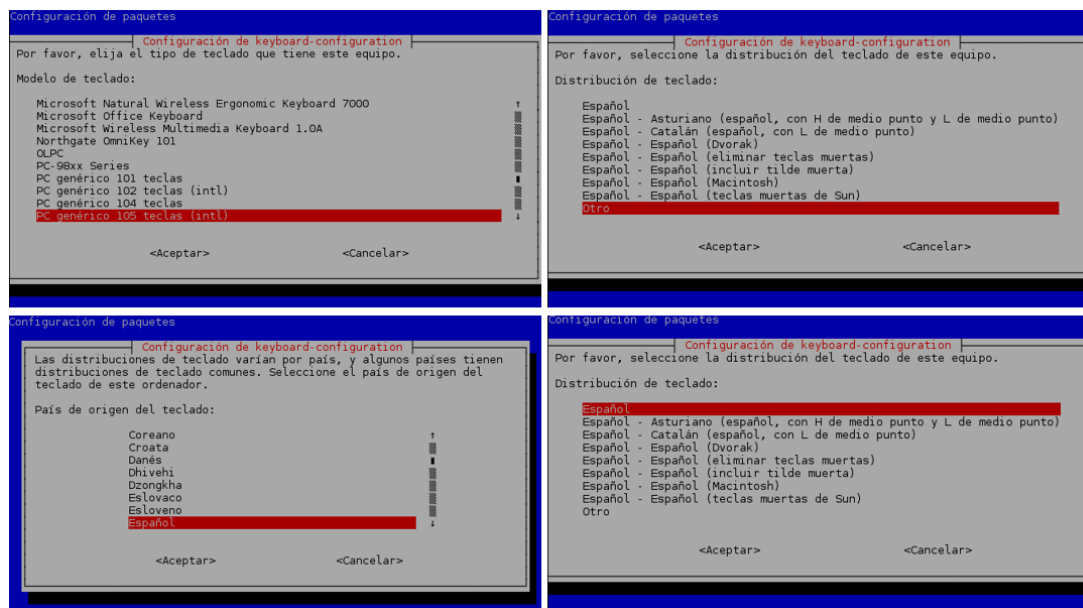 Configuración de paquetes
Configuración de keyboard-configuration
Por favor, elija el tipo de teclado que tiene este equipo.
Modelo de teclado:
Microsoft Natural Wireless Ergonomic Keyboard 7000
Microsoft Office Keyboard
Microsoft Wireless Multimedia Keyboard 1.0A
Northgate OmniKey 101
OLPC
PC-98xx Series
PC genérico 101 teclas
PC genérico 102 teclas (intl)
PC genérico 104 teclas
PC genérico 105 teclas (intl)
<Aceptar> <Cancelar>
Configuración de paquetes
Configuración de keyboard-configuration
Por favor, seleccione la distribución del teclado de este equipo.
Distribución de teclado:
Español
Español - Asturiano (español, con H de medio punto y L de medio punto)
Español - Catalán (español, con L de medio punto)
Español - Español (Dvorak)
Español - Español (eliminar teclas muertas)
Español - Español (incluir tilde muerta)
Español - Español (Macintosh)
Español - Español (teclas muertas de Sun)
Otro
<Aceptar> <Cancelar>
Configuración de paquetes
Configuración de keyboard-configuration
Las distribuciones de teclado varían por país, y algunos países tienen
distribuciones de teclado comunes. Seleccione el país de origen del
teclado de este ordenador.
País de origen del teclado:
Coreano
Croata
Danés
Dhivehi
Dzongkha
Eslovaco
Esloveno
Español
<Aceptar> <Cancelar>
Configuración de paquetes
Configuración de keyboard-configuration
Por favor, seleccione la distribución del teclado de este equipo.
Distribución de teclado:
Español
Español - Asturiano (español, con H de medio punto y L de medio punto)
Español - Catalán (español, con L de medio punto)
Español - Español (Dvorak)
Español - Español (eliminar teclas muertas)
Español - Español (incluir tilde muerta)
Español - Español (Macintosh)
Español - Español (teclas muertas de Sun)
Otro
<Aceptar> <Cancelar>